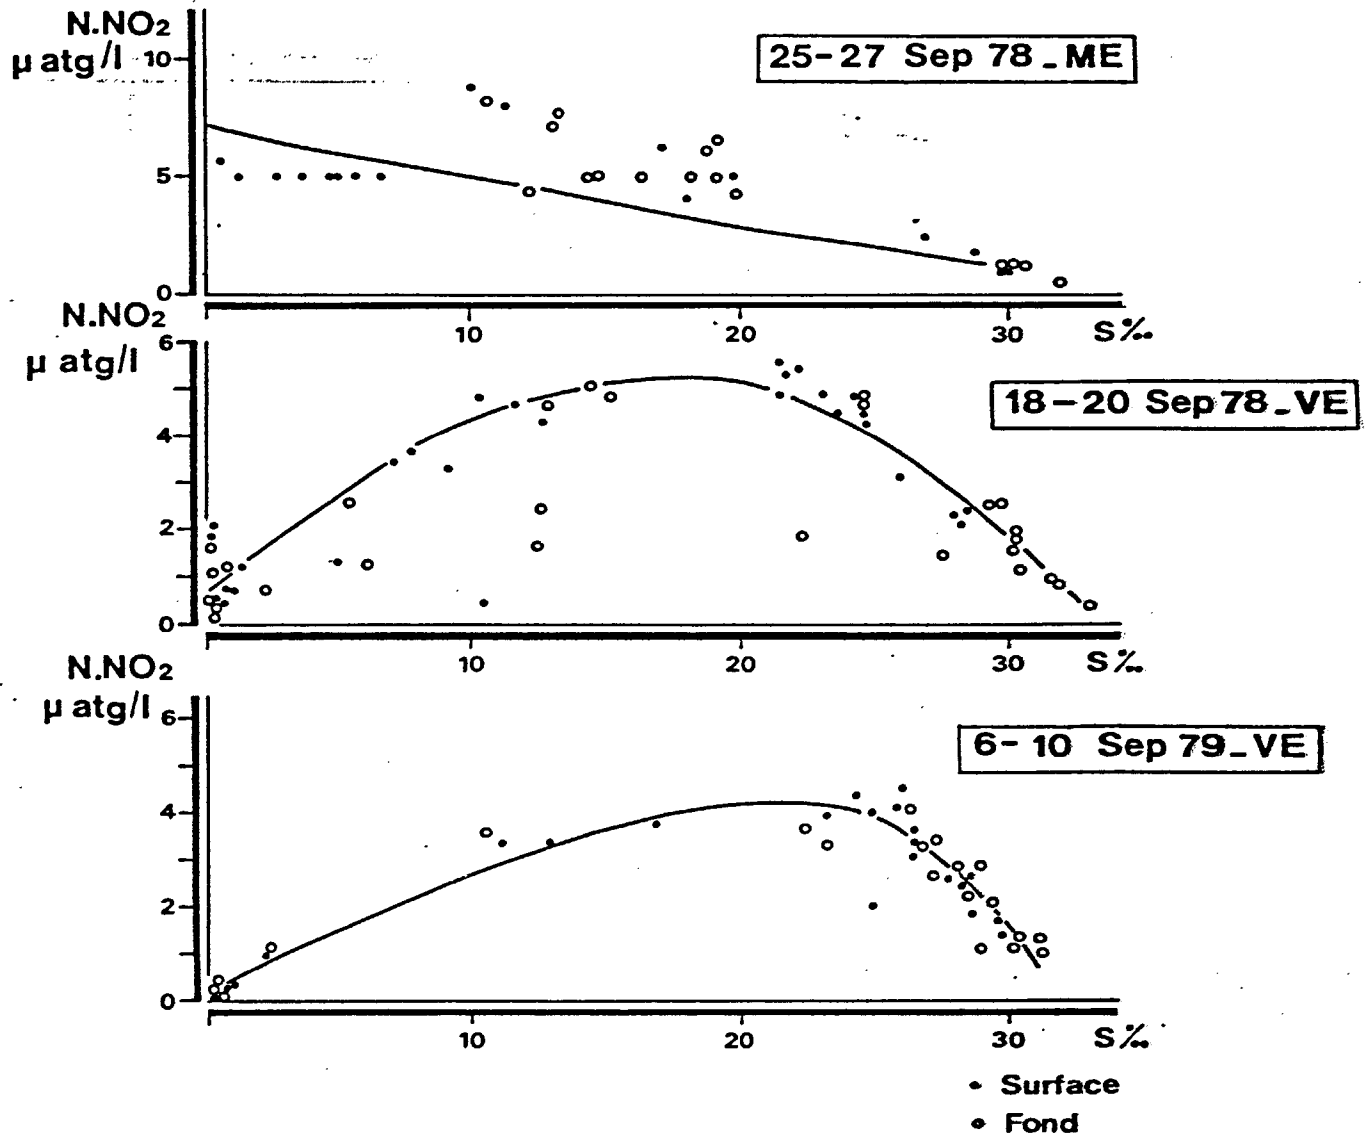 N.NO2
µ atg/l
10
5
0
25-27 Sep 78_ME
10 20 30 S‰
N.NO2
µ atg/l
6
4
2
0
18-20 Sep 78_VE
10 20 30 S‰
N.NO2
µ atg/l
6
4
2
0
6-10 Sep 79_VE
10 20 30 S‰
Surface
Fond